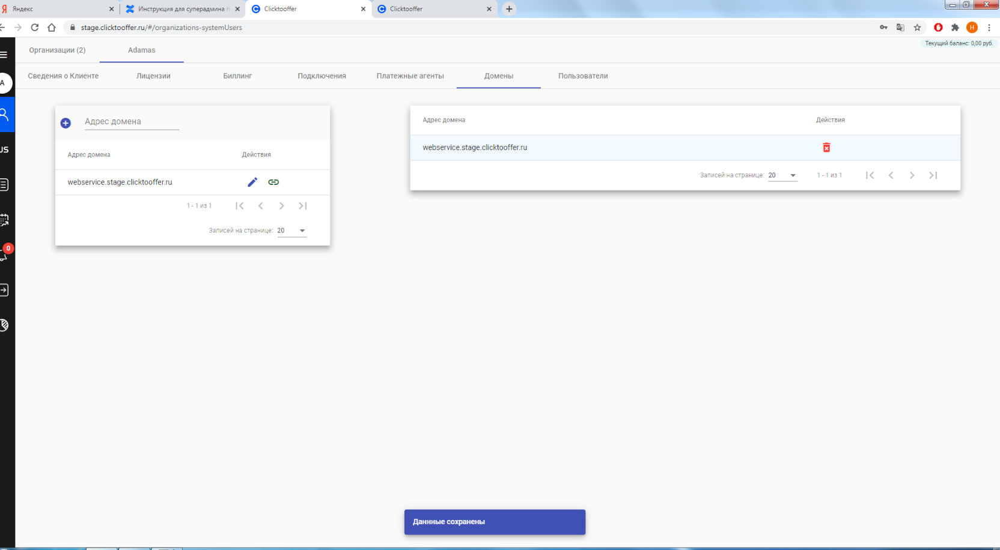 Яндекс
Инструкция для суперадмина п
Clicktooffer
Clicktooffer
stage.clicktooffer.ru/#/organizations-systemUsers
H
Организации (2)
Adamas
Текущий баланс: 0,00 руб.
Сведения о Клиенте
Лицензии
Биллинг
Подключения
Платежные агенты
Домены
Пользователи
A
US
0
Адрес домена
Адрес домена
Действия
webservice.stage.clicktooffer.ru
1 - 1 из 1
Записей на странице: 20
Адрес домена
Действия
webservice.stage.clicktooffer.ru
Записей на странице: 20
1 - 1 из 1
Даннные сохранены